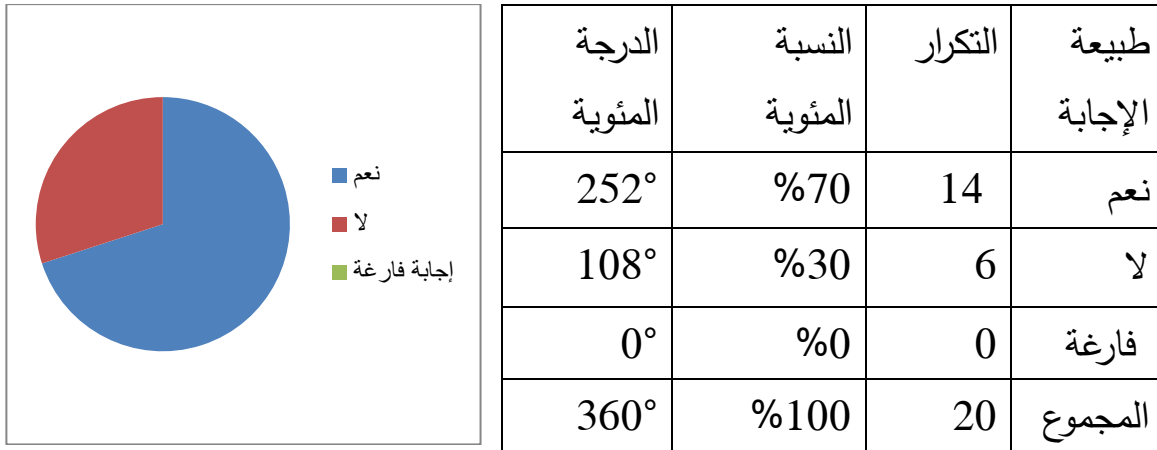 طبيعة الإجابة التكرار النسبة المئوية الدرجة المئوية
نعم 14 %70 252°
لا 6 %30 108°
فارغة 0 %0 0°
المجموع 20 %100 360°
نعم
لا
إجابة فارغة